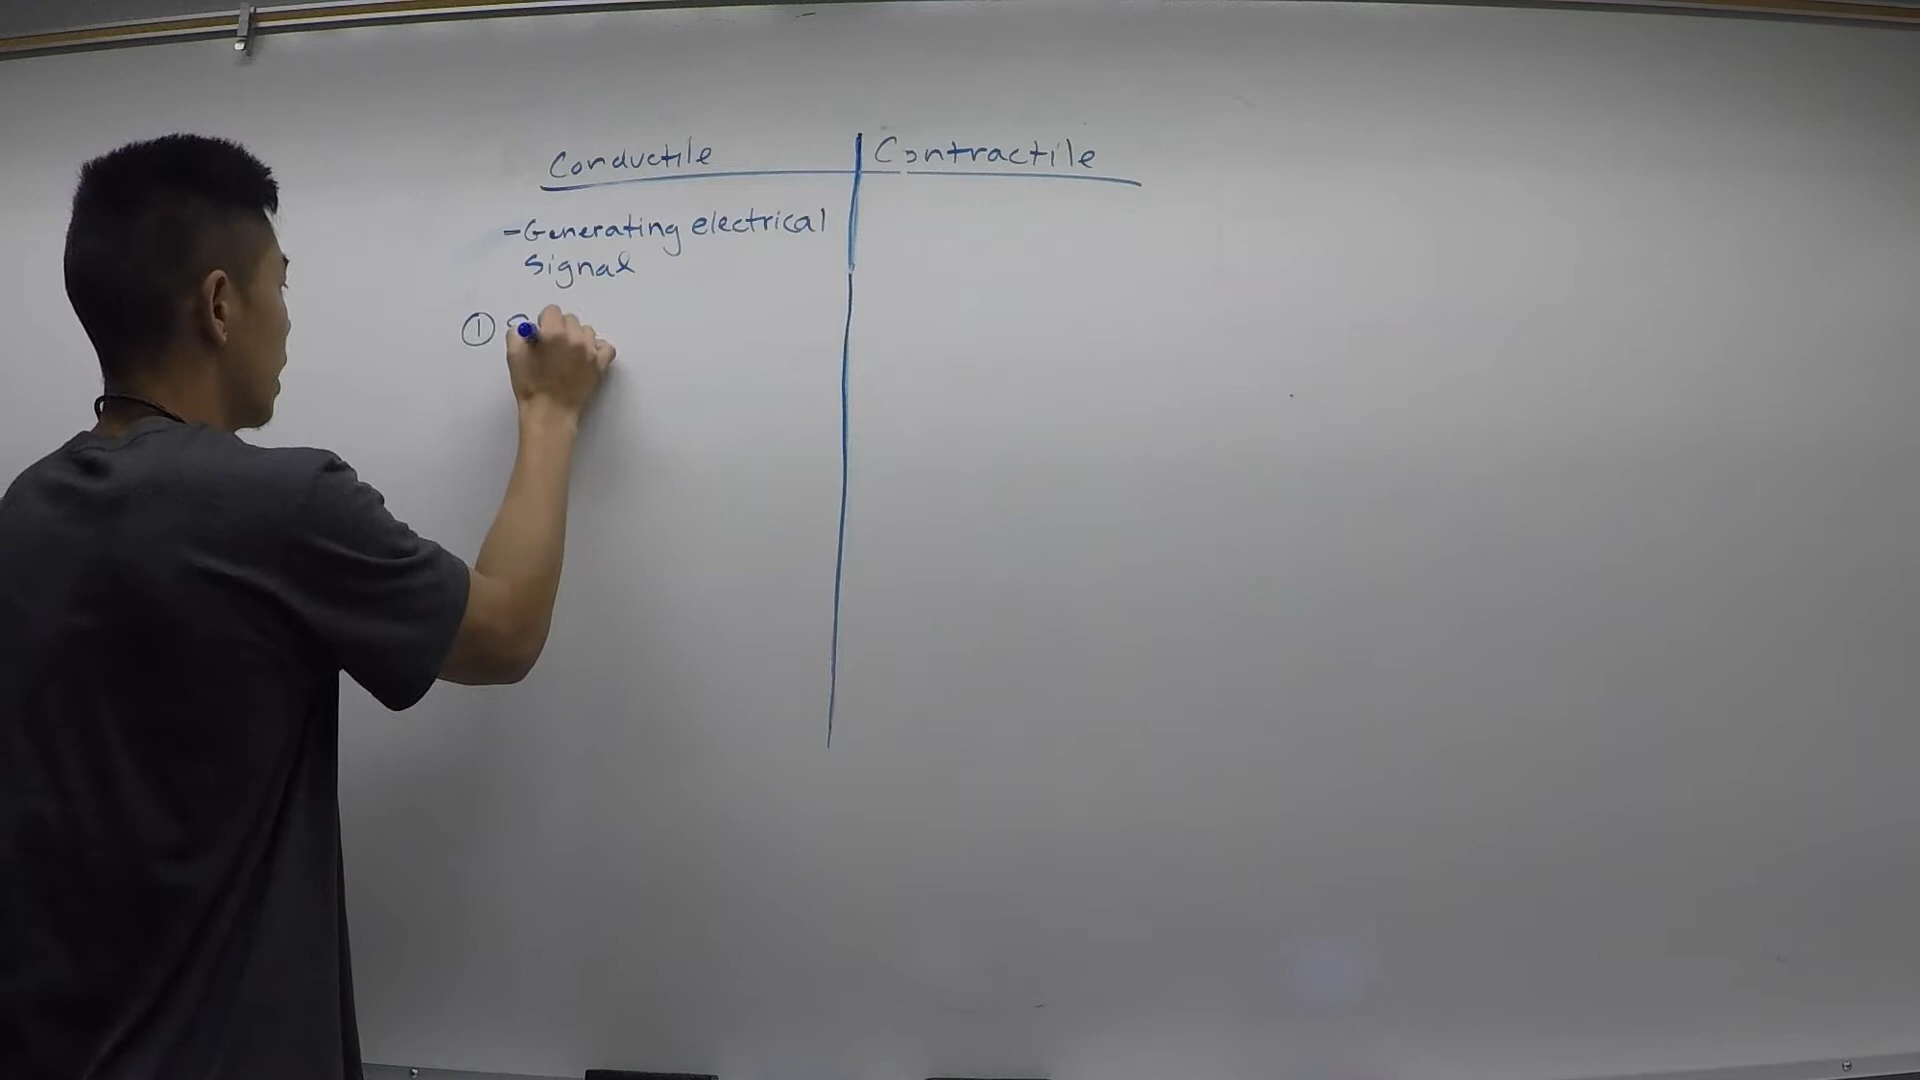 Conductile
Contractile
-Generating electrical
signal
①